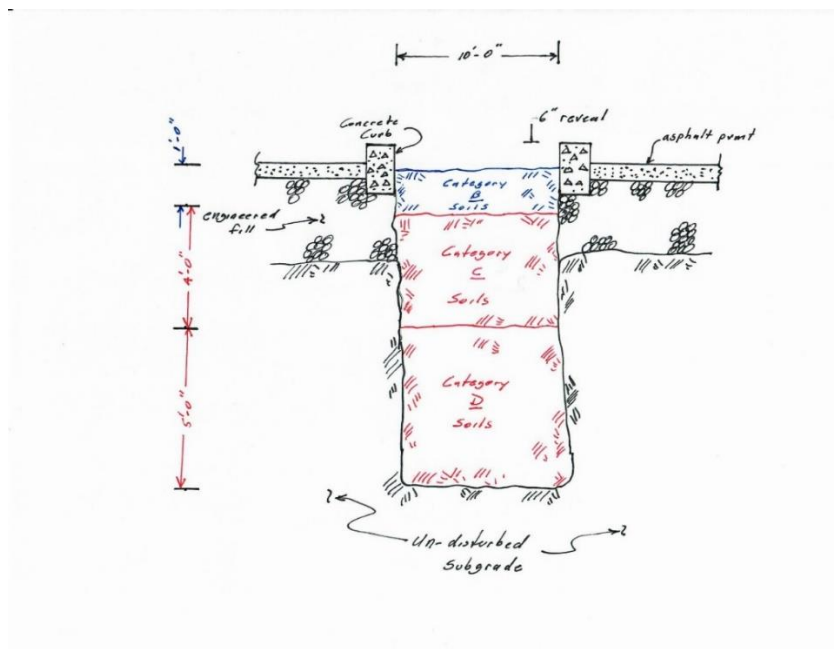 10'-0"
6" reveal
Concrete
Curb
asphalt pvmt
1'-0"
Category
B
Soils
engineered
fill
4'-0"
Category
C
Soils
5'-0"
Category
D
Soils
Un-disturbed
Subgrade